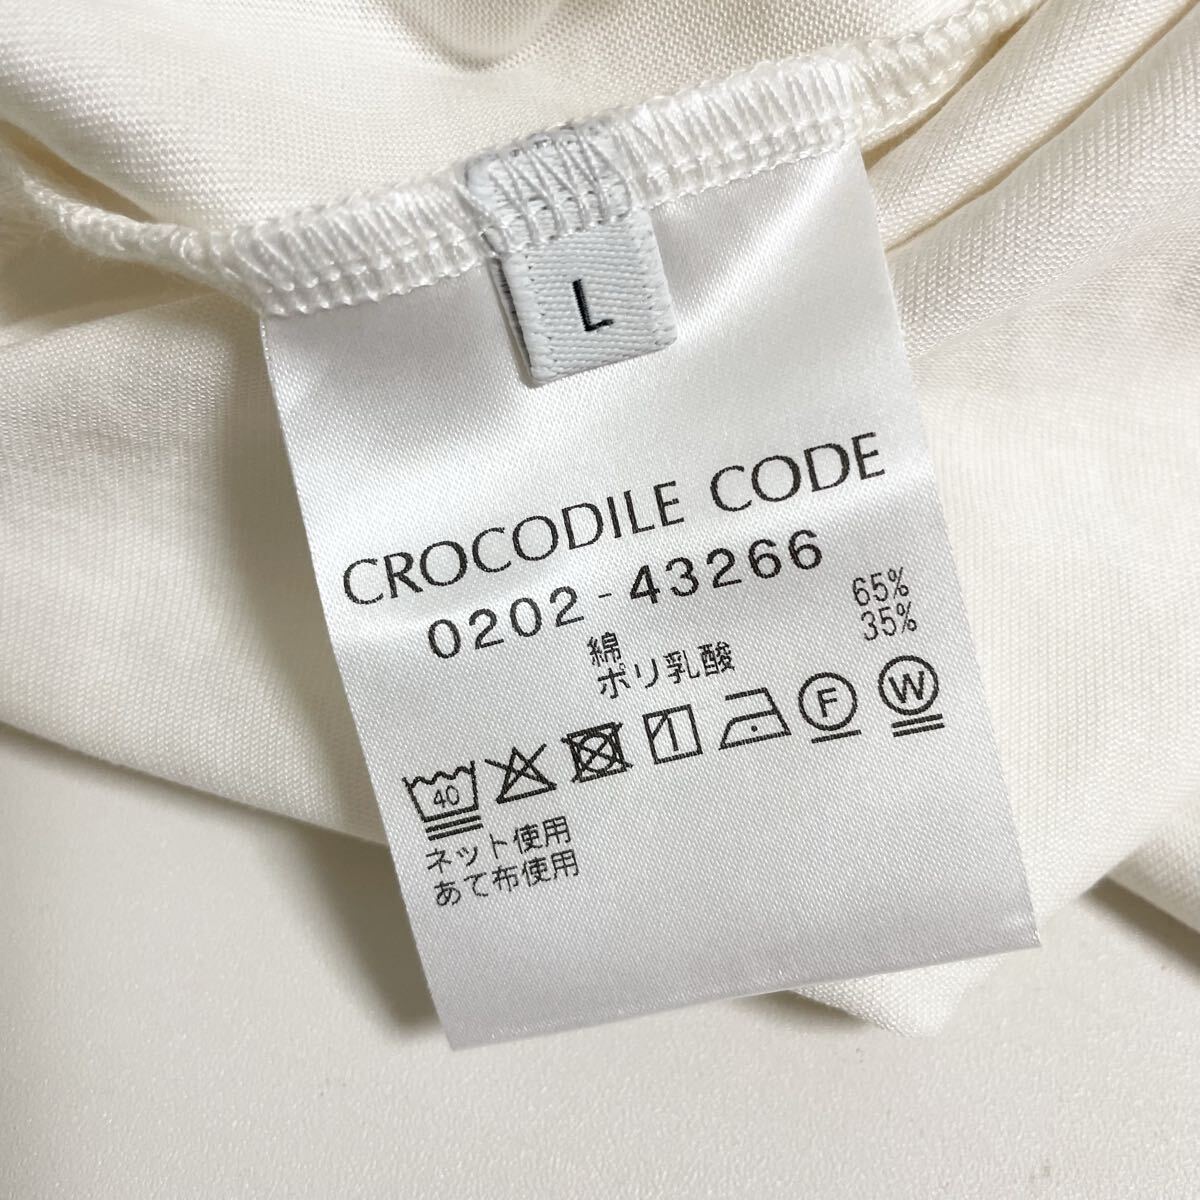 L
CROCODILE CODE
0202-43266
綿 65%
ポリ乳酸 35%
40 F W
ネット使用
あて布使用